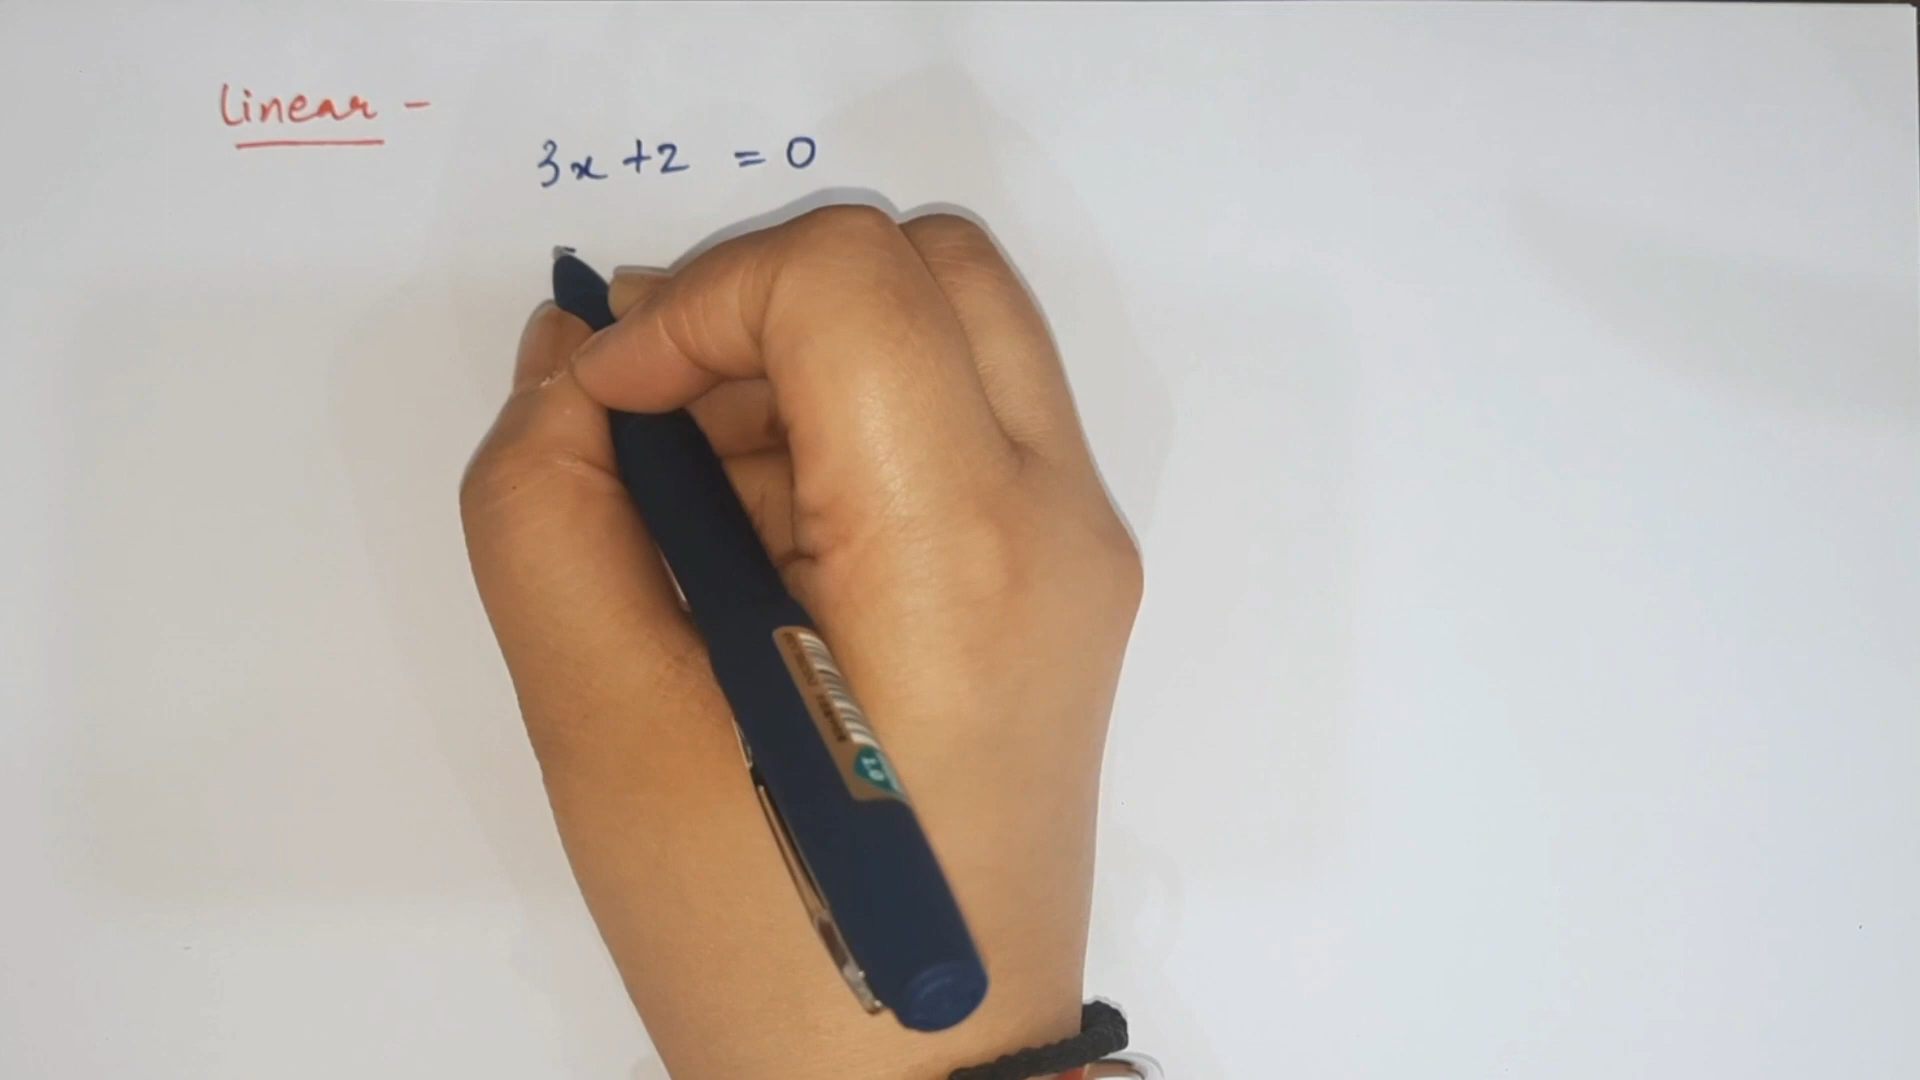 Linear -
3x + 2 = 0